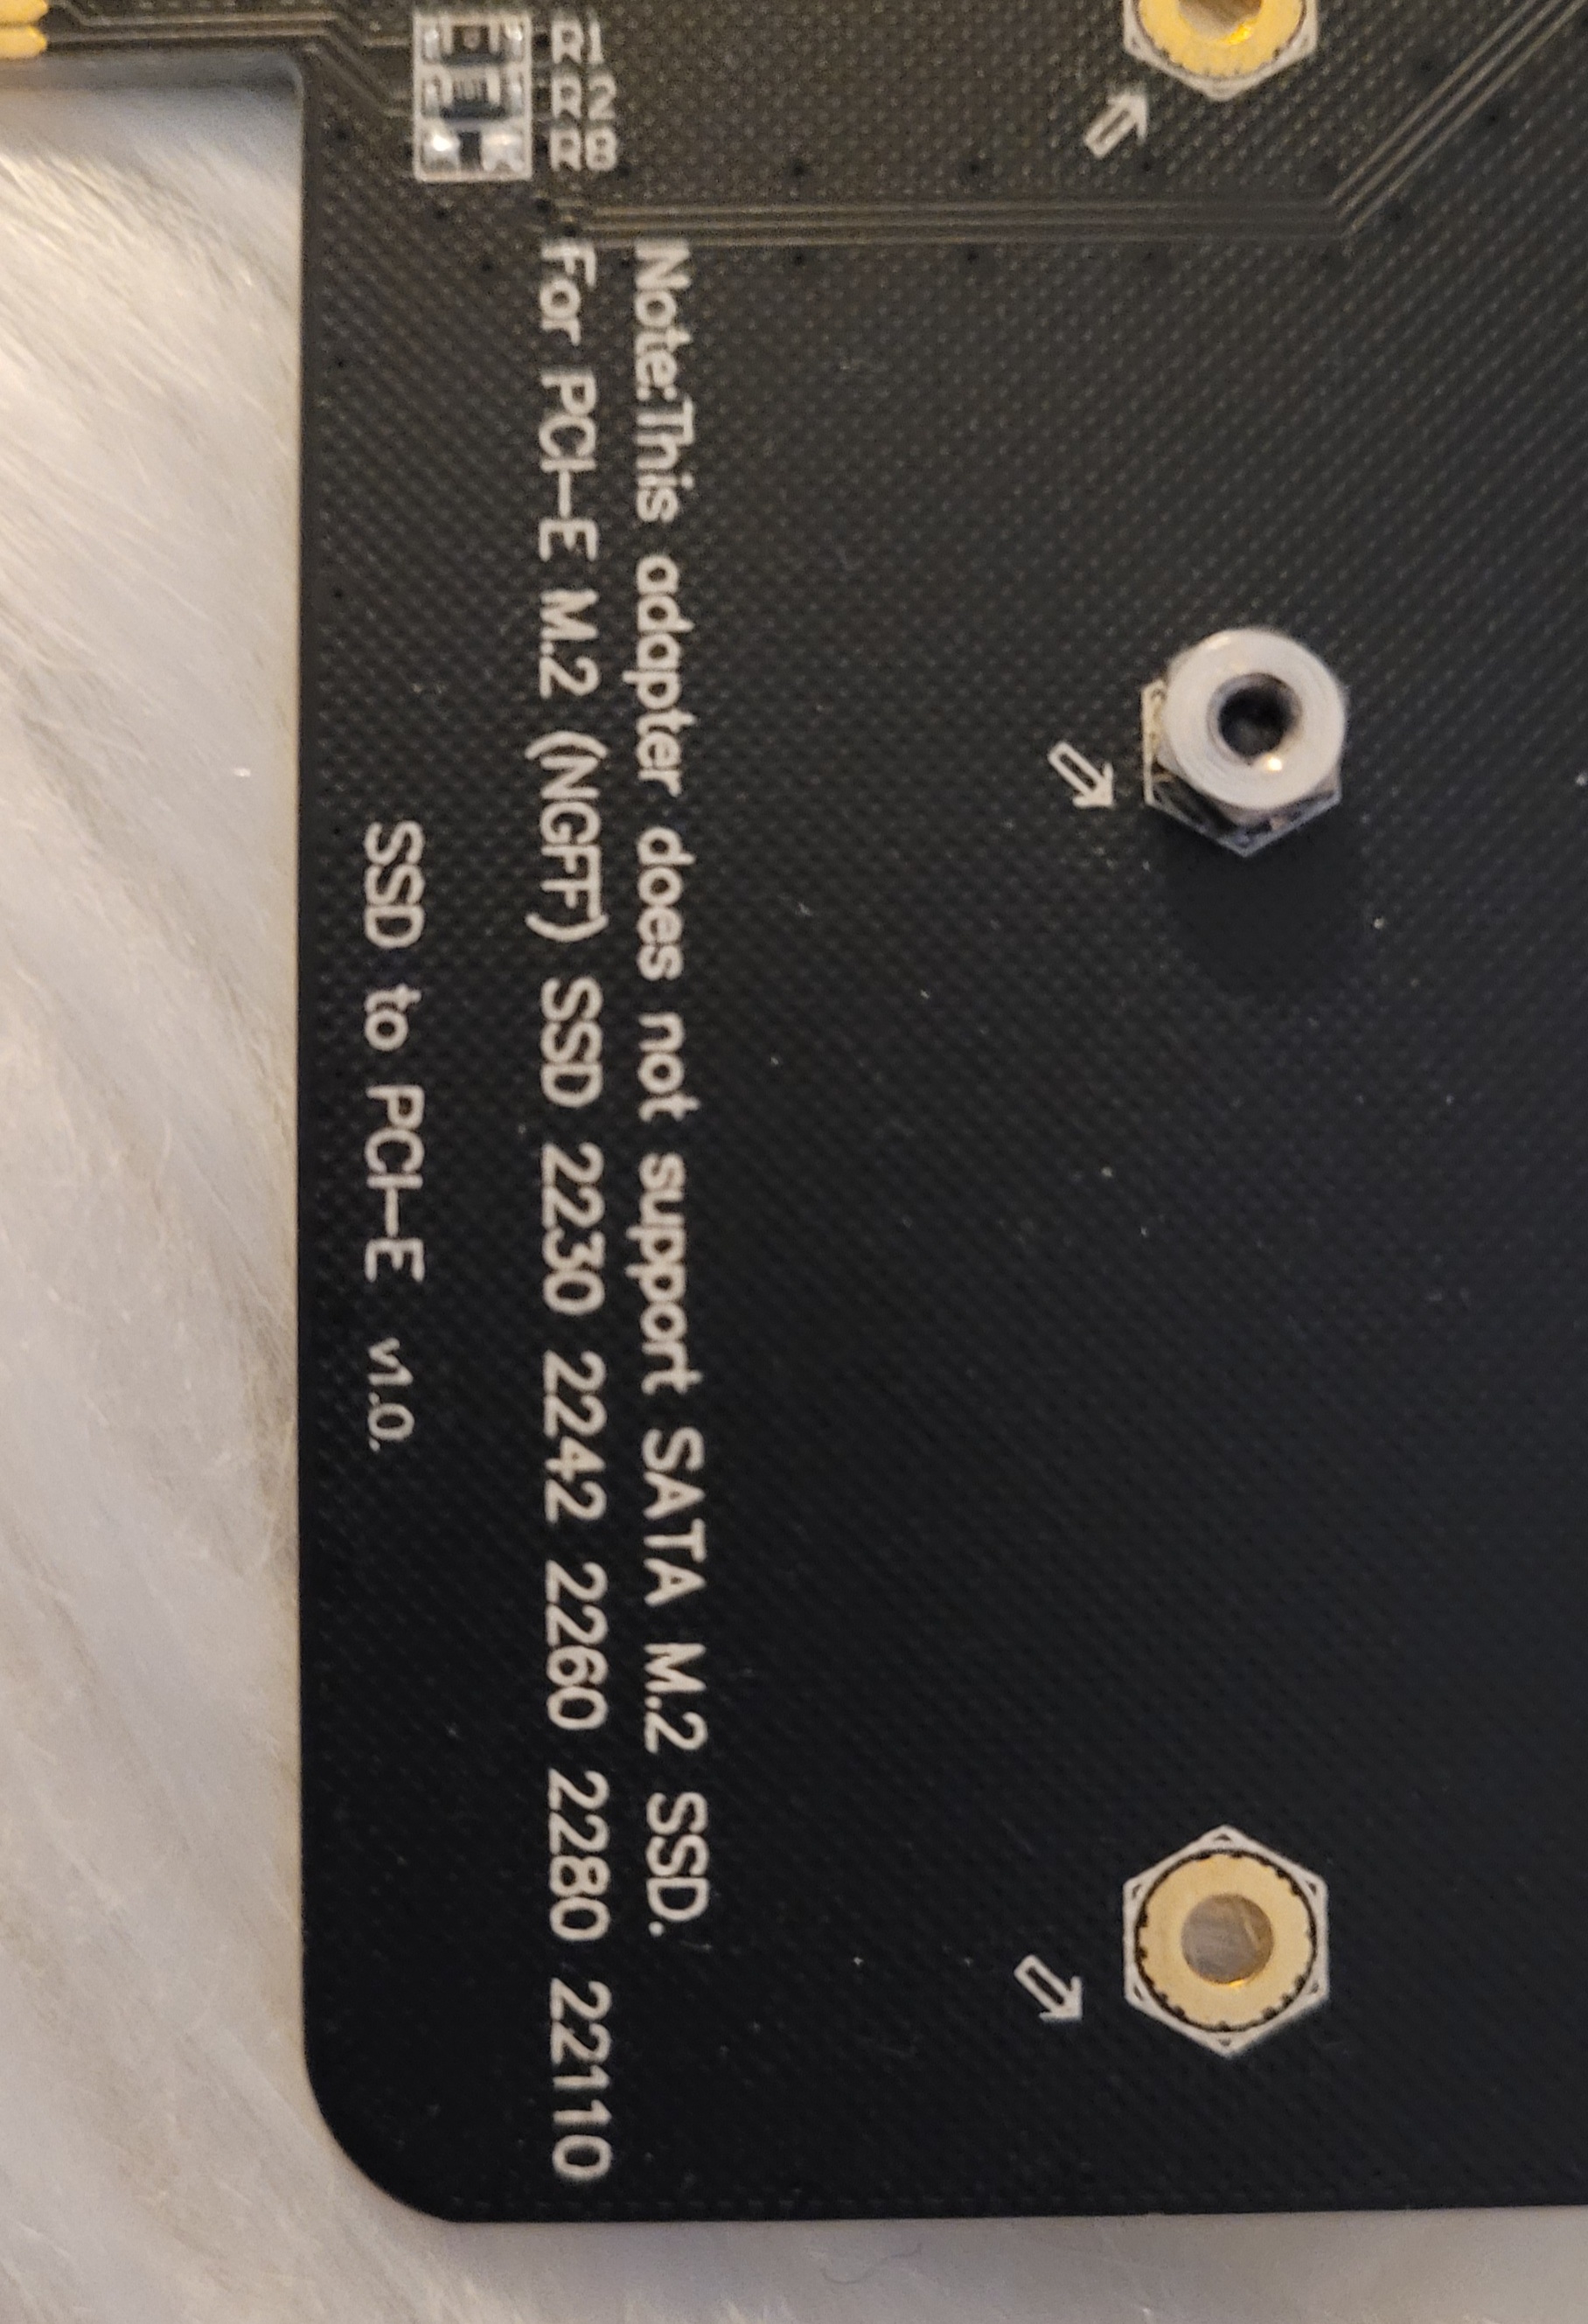 R1
R2
R8
Note:This adapter does not support SATA M.2 SSD.
For PCI-E M.2 (NGFF) SSD 2230 2242 2260 2280 22110
SSD to PCI-E v1.0.